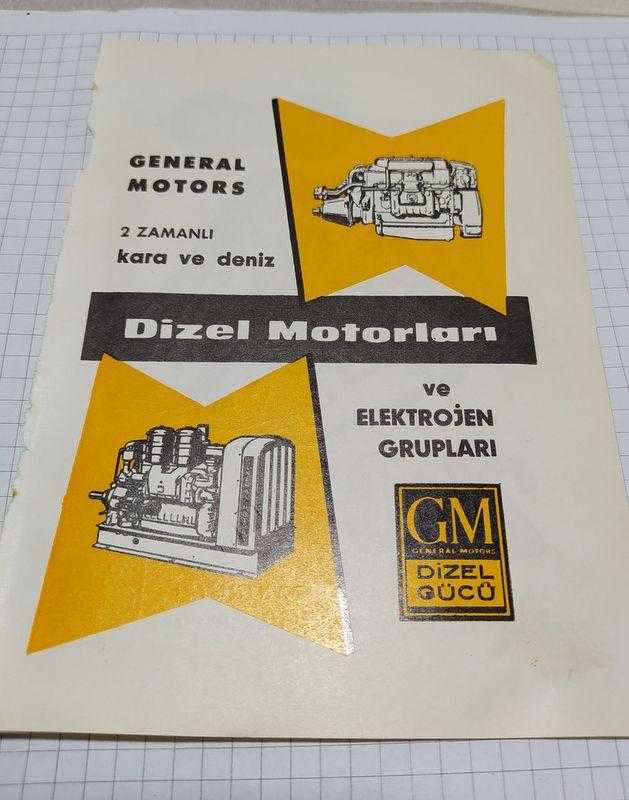 GENERAL
MOTORS
2 ZAMANLI
kara ve deniz
Dizel Motorları
ve
ELEKTROJEN
GRUPLARI
GM
GENERAL MOTORS
DİZEL
GÜCÜ